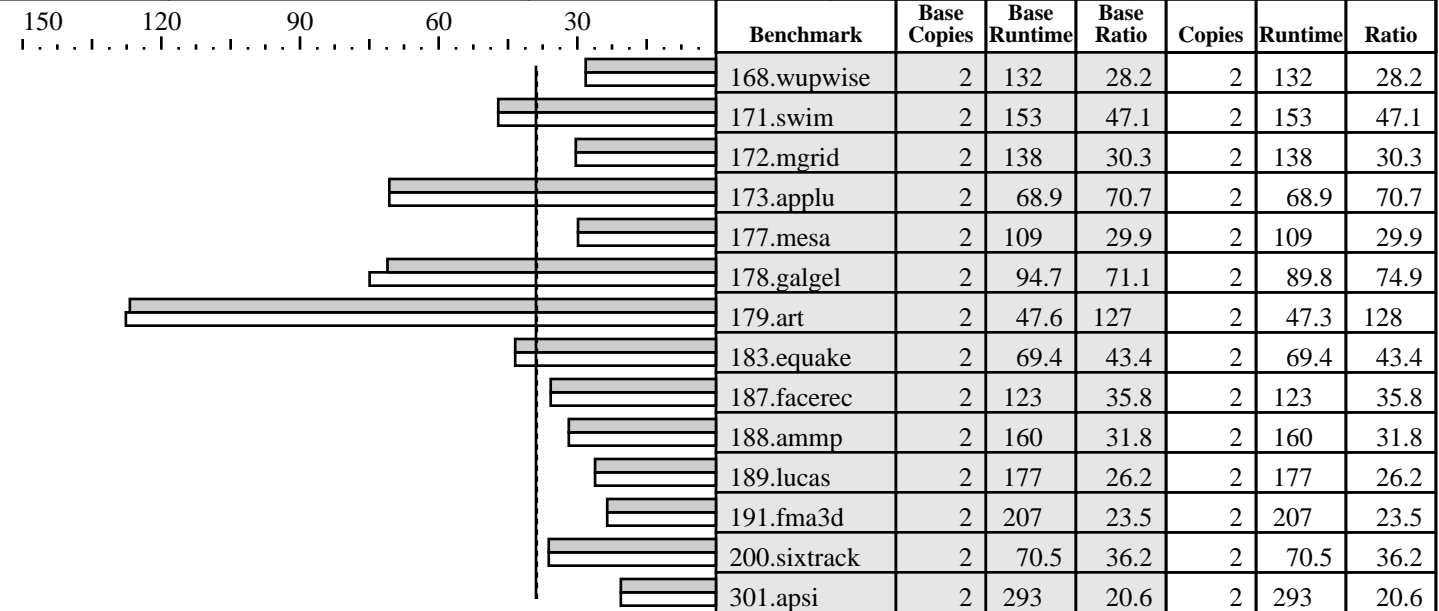 150 120 90 60 30
Benchmark Base Copies Base Runtime Base Ratio Copies Runtime Ratio
168.wupwise 2 132 28.2 2 132 28.2
171.swim 2 153 47.1 2 153 47.1
172.mgrid 2 138 30.3 2 138 30.3
173.applu 2 68.9 70.7 2 68.9 70.7
177.mesa 2 109 29.9 2 109 29.9
178.galgel 2 94.7 71.1 2 89.8 74.9
179.art 2 47.6 127 2 47.3 128
183.equake 2 69.4 43.4 2 69.4 43.4
187.facerec 2 123 35.8 2 123 35.8
188.ammp 2 160 31.8 2 160 31.8
189.lucas 2 177 26.2 2 177 26.2
191.fma3d 2 207 23.5 2 207 23.5
200.sixtrack 2 70.5 36.2 2 70.5 36.2
301.apsi 2 293 20.6 2 293 20.6